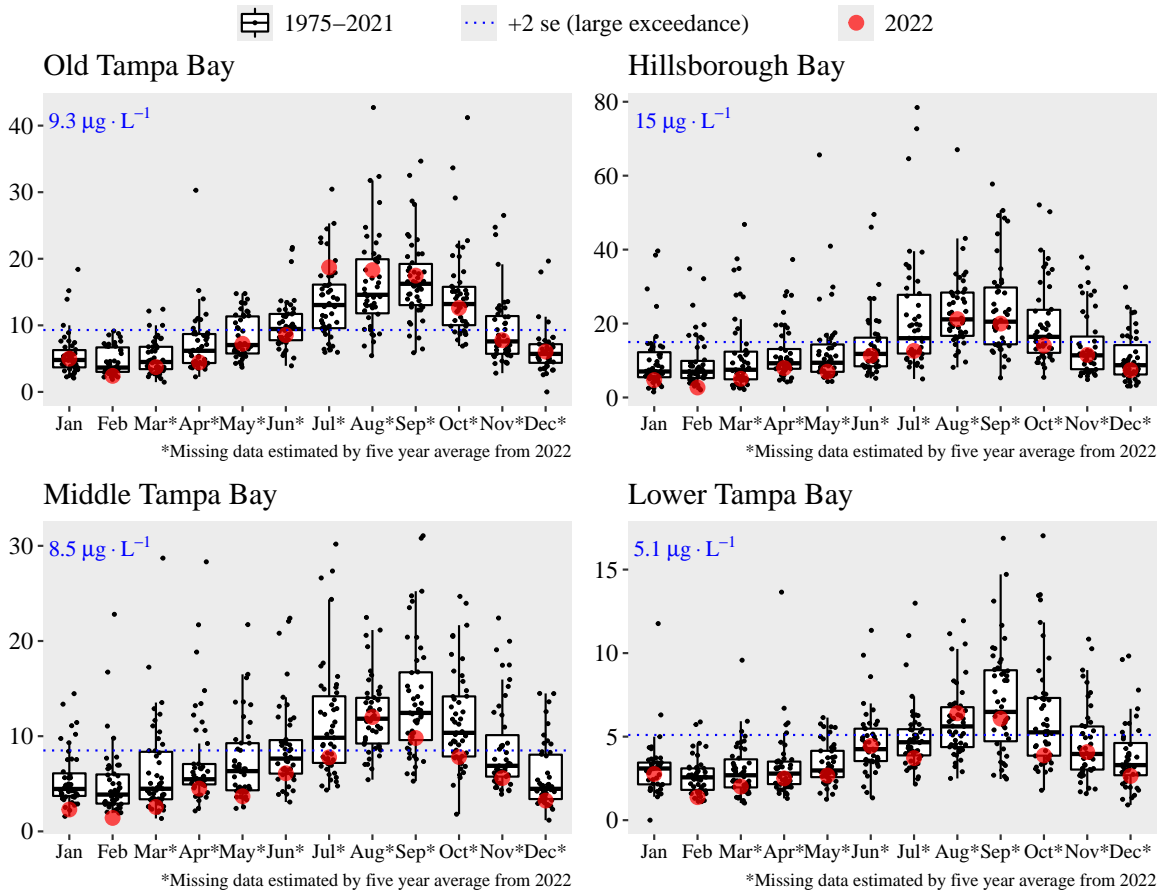 1975–2021 +2 se (large exceedance) 2022
Old Tampa Bay
9.3 μg · L⁻¹
40
30
20
10
0
Jan Feb Mar* Apr* May* Jun* Jul* Aug* Sep* Oct* Nov* Dec*
*Missing data estimated by five year average from 2022
Hillsborough Bay
15 μg · L⁻¹
80
60
40
20
0
Jan Feb Mar* Apr* May* Jun* Jul* Aug* Sep* Oct* Nov* Dec*
*Missing data estimated by five year average from 2022
Middle Tampa Bay
8.5 μg · L⁻¹
30
20
10
0
Jan Feb Mar* Apr* May* Jun* Jul* Aug* Sep* Oct* Nov* Dec*
*Missing data estimated by five year average from 2022
Lower Tampa Bay
5.1 μg · L⁻¹
15
10
5
0
Jan Feb Mar* Apr* May* Jun* Jul* Aug* Sep* Oct* Nov* Dec*
*Missing data estimated by five year average from 2022